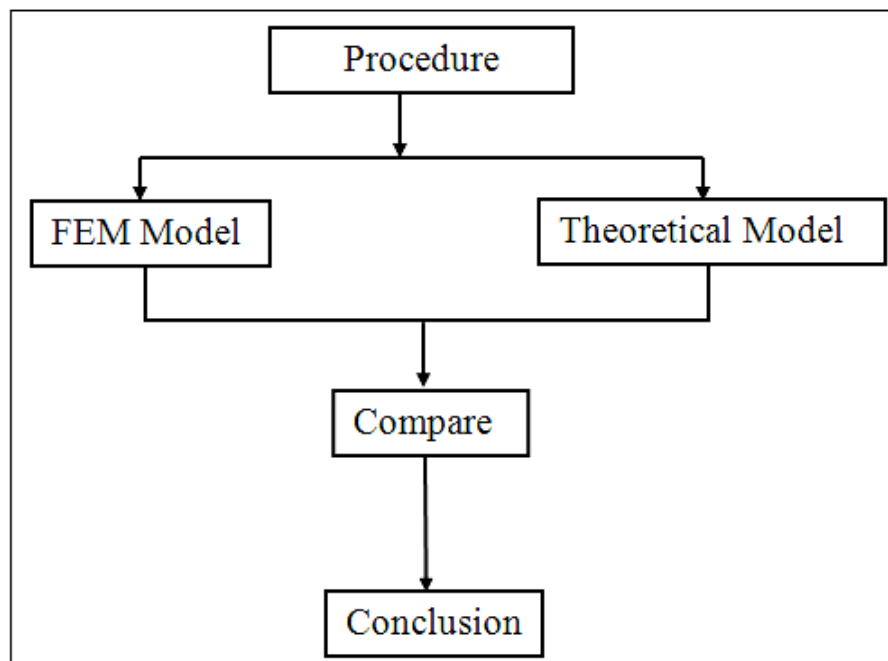 Procedure
FEM Model
Theoretical Model
Compare
Conclusion